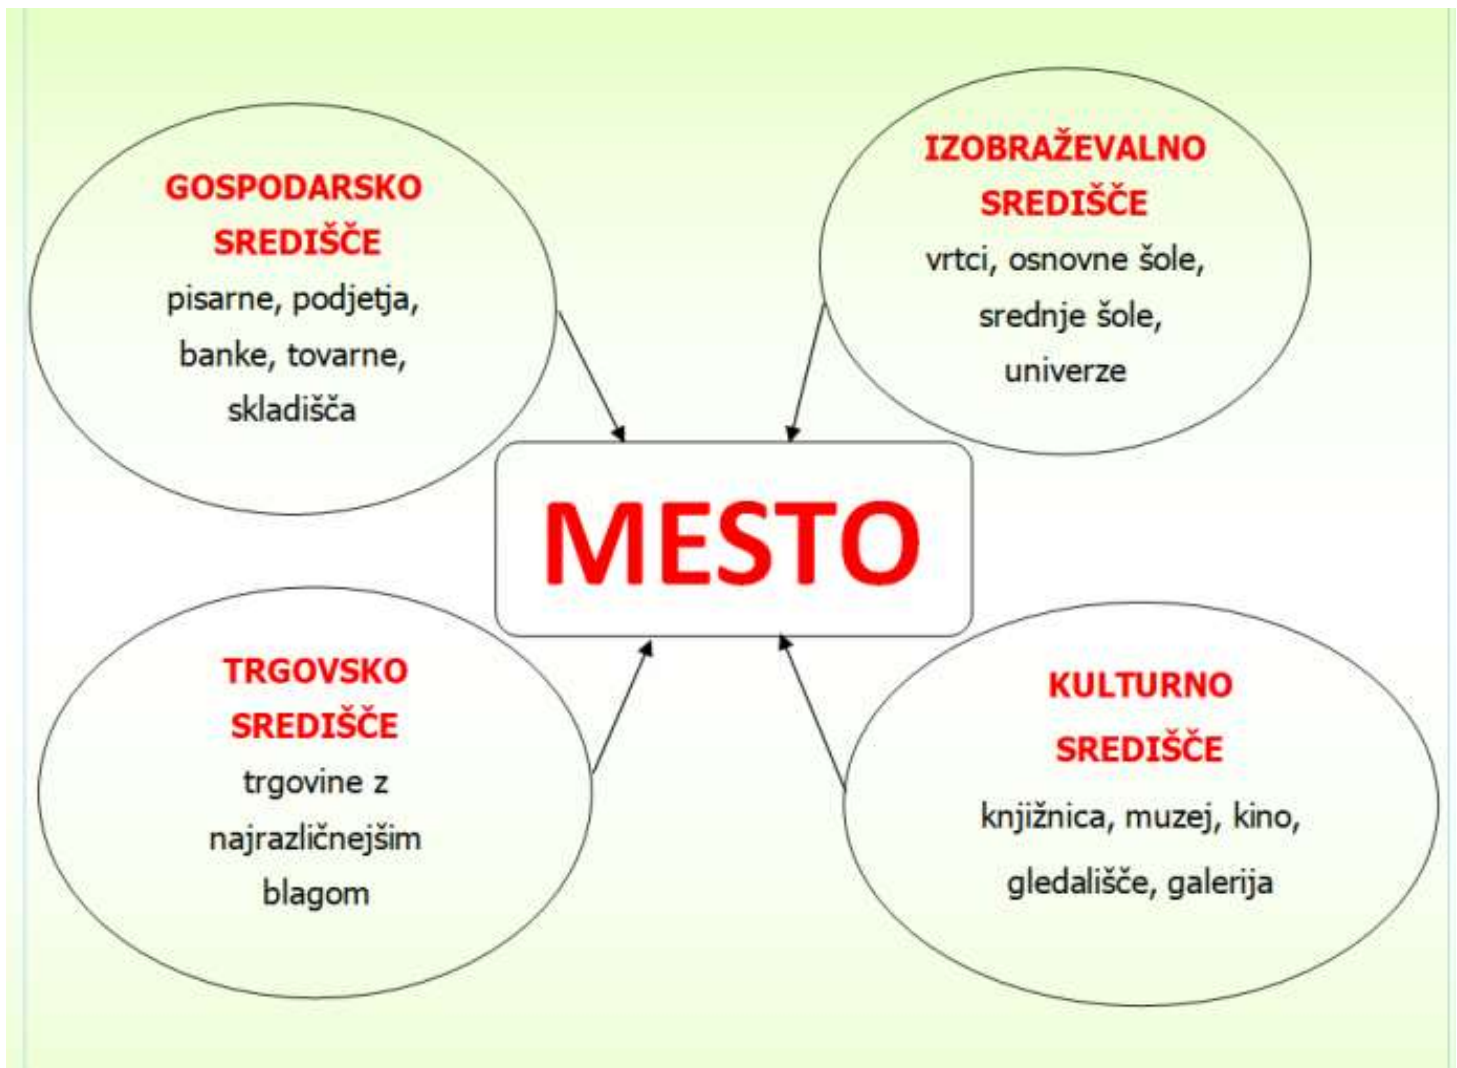 GOSPODARSKO
SREDIŠČE
pisarne, podjetja,
banke, tovarne,
skladišča
IZOBRAŽEVALNO
SREDIŠČE
vrtci, osnovne šole,
srednje šole,
univerze
MESTO
TRGOVSKO
SREDIŠČE
trgovine z
najrazličnejšim
blagom
KULTURNO
SREDIŠČE
knjižnica, muzej, kino,
gledališče, galerija